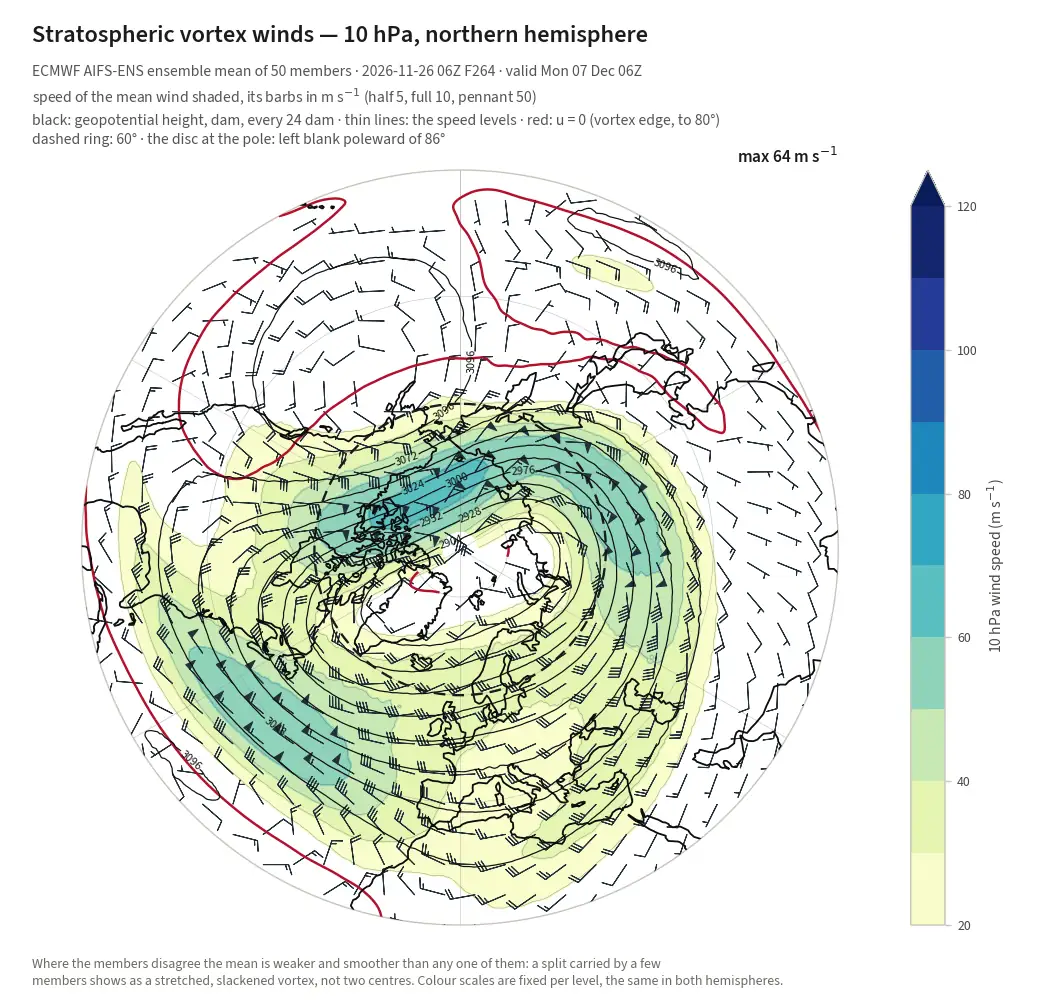 Stratospheric vortex winds — 10 hPa, northern hemisphere
ECMWF AIFS-ENS ensemble mean of 50 members · 2026-11-26 06Z F264 · valid Mon 07 Dec 06Z
speed of the mean wind shaded, its barbs in m s⁻¹ (half 5, full 10, pennant 50)
black: geopotential height, dam, every 24 dam · thin lines: the speed levels · red: u = 0 (vortex edge, to 80°)
dashed ring: 60° · the disc at the pole: left blank poleward of 86°
max 64 m s⁻¹
120
100
80
60
40
20
10 hPa wind speed (m s⁻¹)
3096
3096
3072
3024
3000
2976
2952
2928
3096
Where the members disagree the mean is weaker and smoother than any one of them: a split carried by a few
members shows as a stretched, slackened vortex, not two centres. Colour scales are fixed per level, the same in both hemispheres.